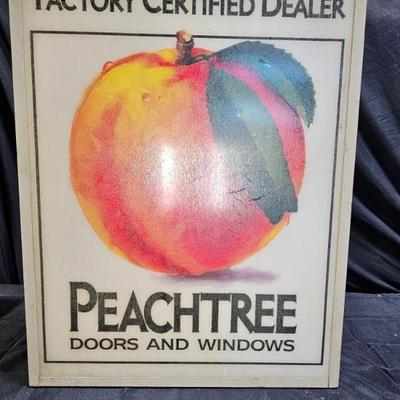 FACTORY CERTIFIED DEALER
PEACHTREE
DOORS AND WINDOWS